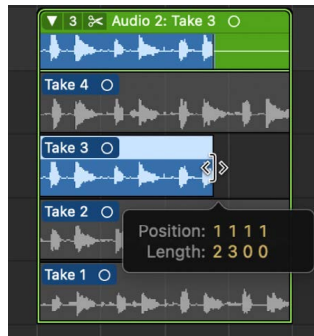 3 Audio 2: Take 3
Take 4
Take 3
Take 2
Position: 1 1 1 1
Length: 2 3 0 0
Take 1